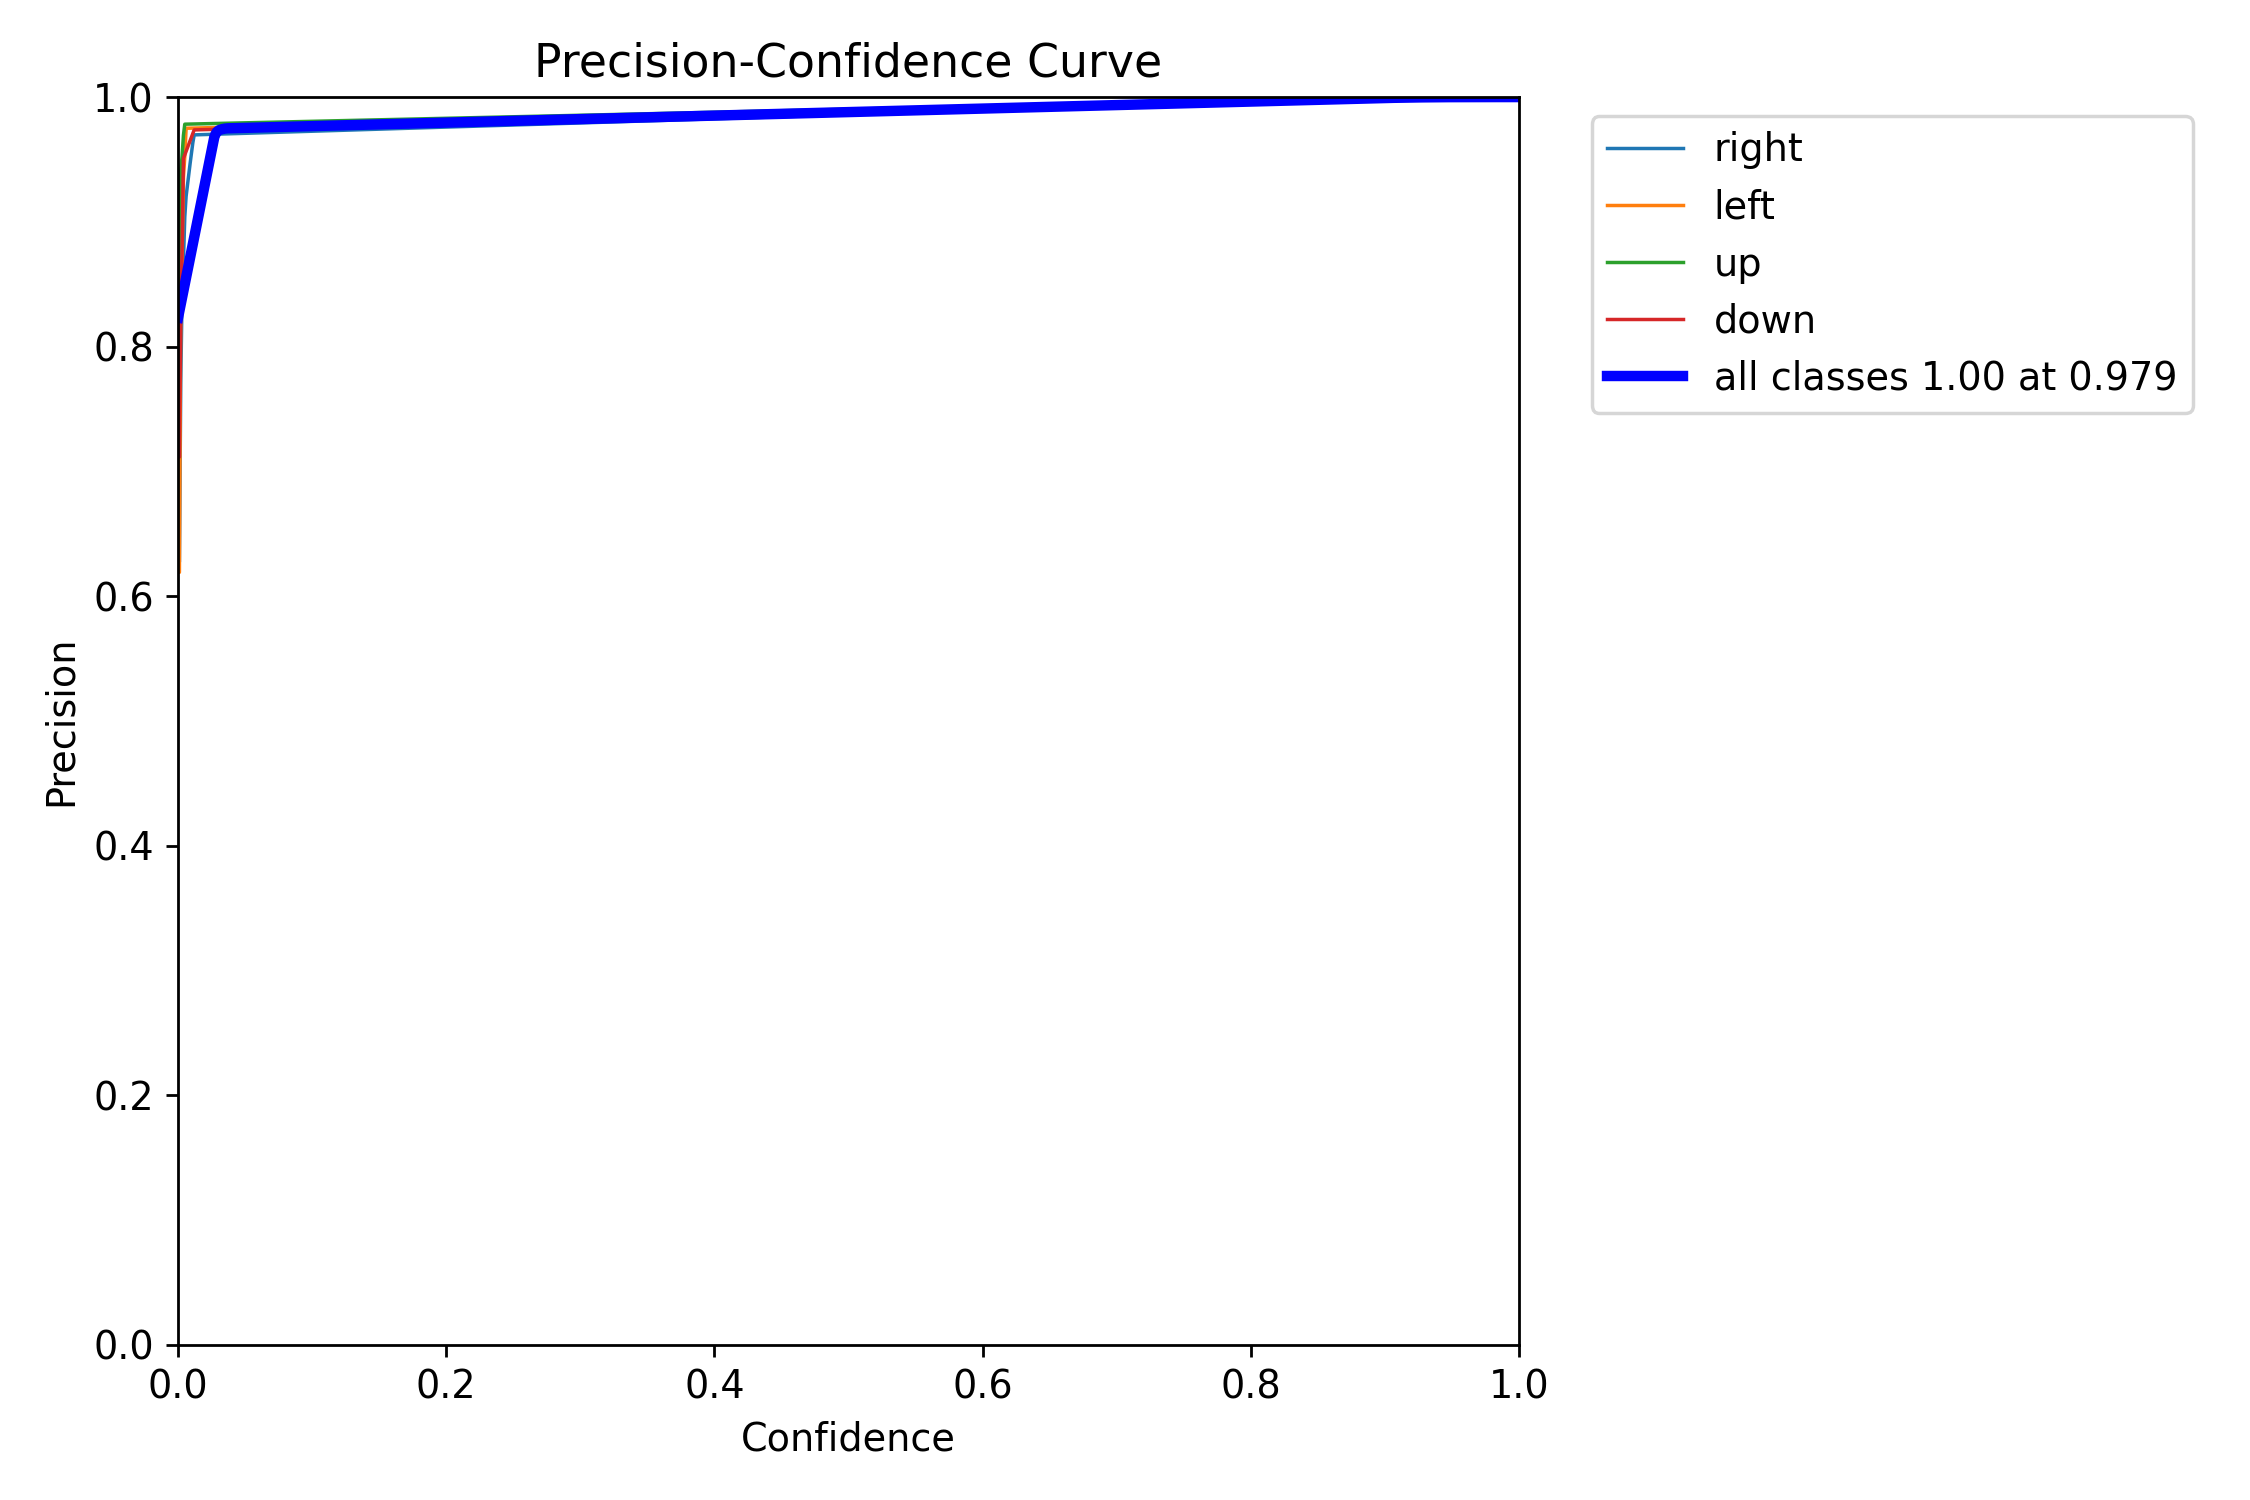 Precision-Confidence Curve
1.0
0.8
0.6
0.4
0.2
0.0
Precision
0.0 0.2 0.4 0.6 0.8 1.0
Confidence
right
left
up
down
all classes 1.00 at 0.979